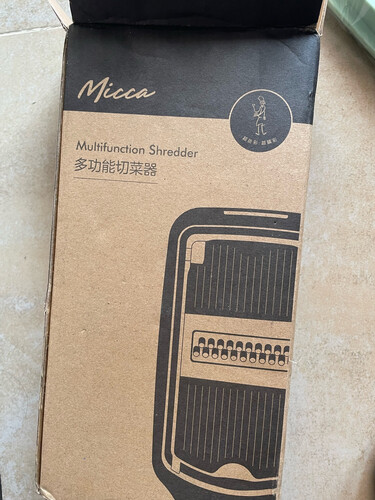 Micca
Multifunction Shredder
多功能切菜器